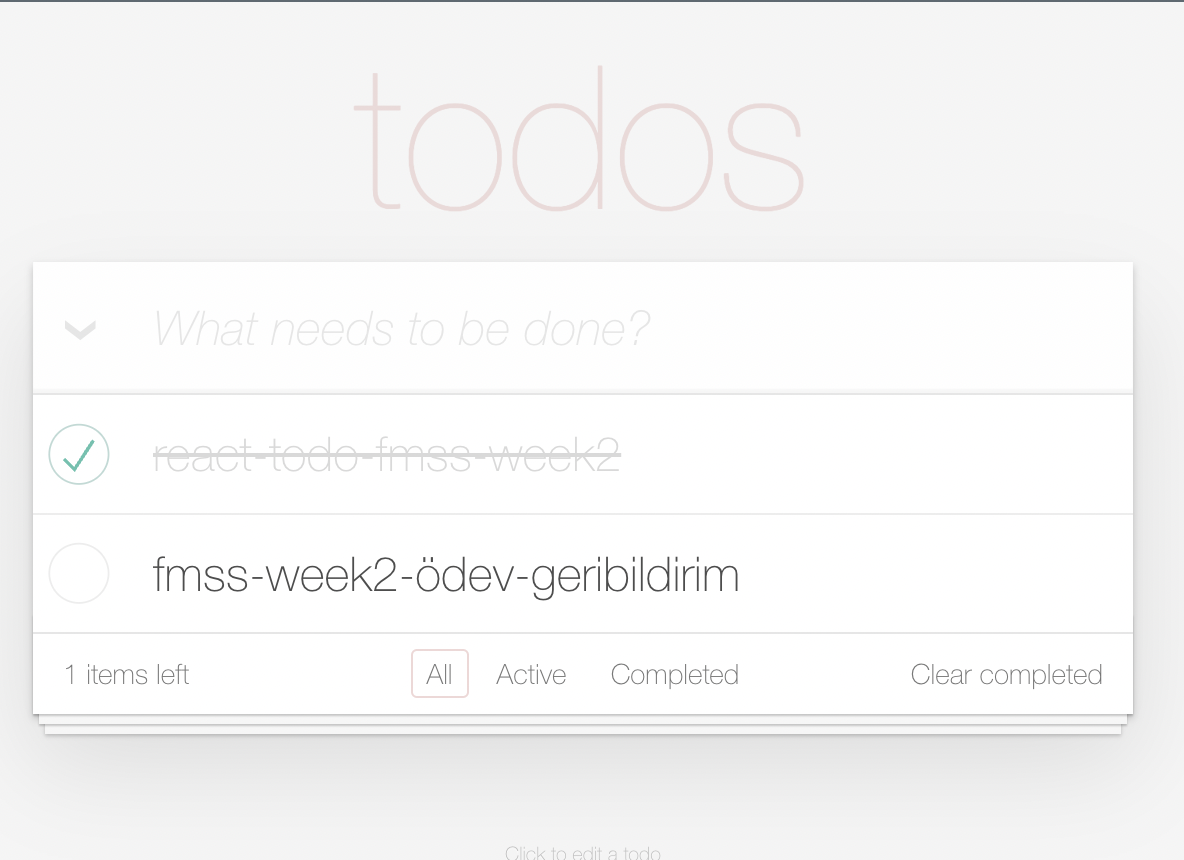 todos
What needs to be done?
react-todo-fmss-week2
fmss-week2-ödev-geribildirim
1 items left All Active Completed Clear completed
Click to edit a todo